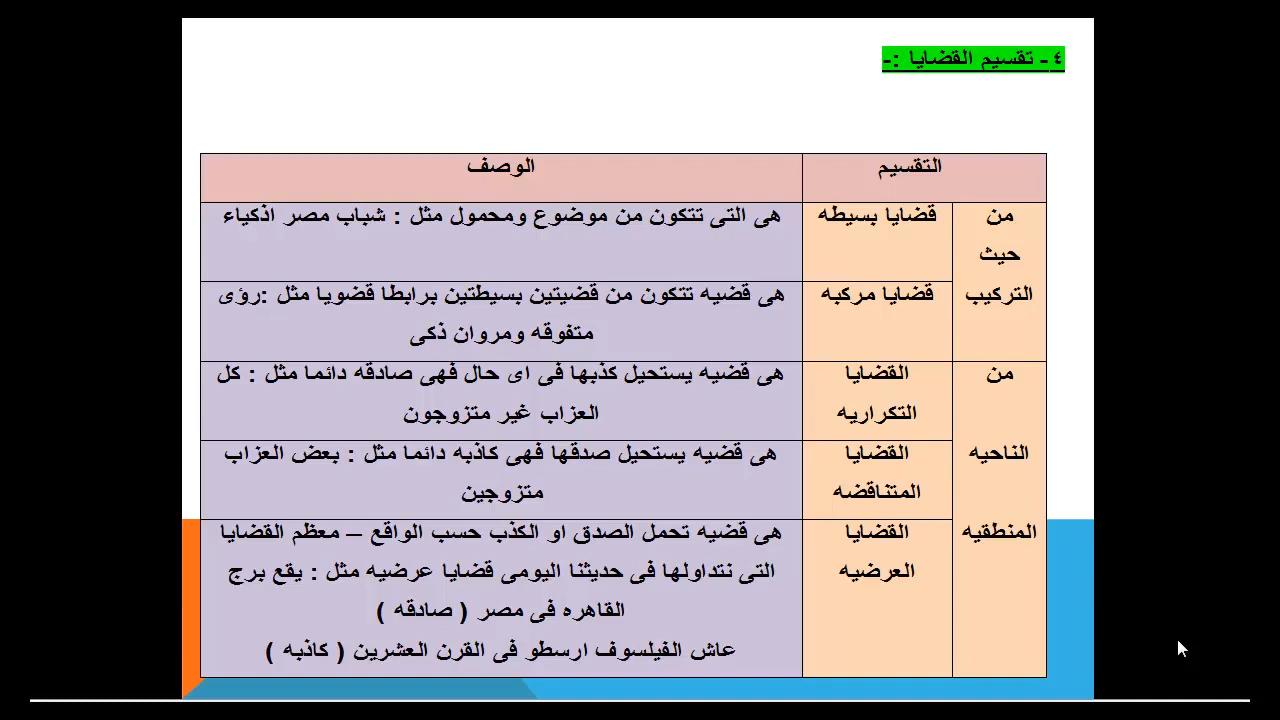 ٤ - تقسيم القضايا :-
التقسيم
الوصف
من
حيث
التركيب
قضايا بسيطه
هى التى تتكون من موضوع ومحمول مثل : شباب مصر اذكياء
قضايا مركبه
هى قضيه تتكون من قضيتين بسيطتين برابطا قضويا مثل :رؤى
متفوقه ومروان ذكى
من
الناحيه
المنطقيه
القضايا
التكراريه
هى قضيه يستحيل كذبها فى اى حال فهى صادقه دائما مثل : كل
العزاب غير متزوجون
القضايا
المتناقضه
هى قضيه يستحيل صدقها فهى كاذبه دائما مثل : بعض العزاب
متزوجين
القضايا
العرضيه
هى قضيه تحمل الصدق او الكذب حسب الواقع – معظم القضايا
التى نتداولها فى حديثنا اليومى قضايا عرضيه مثل : يقع برج
القاهره فى مصر ( صادقه )
عاش الفيلسوف ارسطو فى القرن العشرين ( كاذبه )